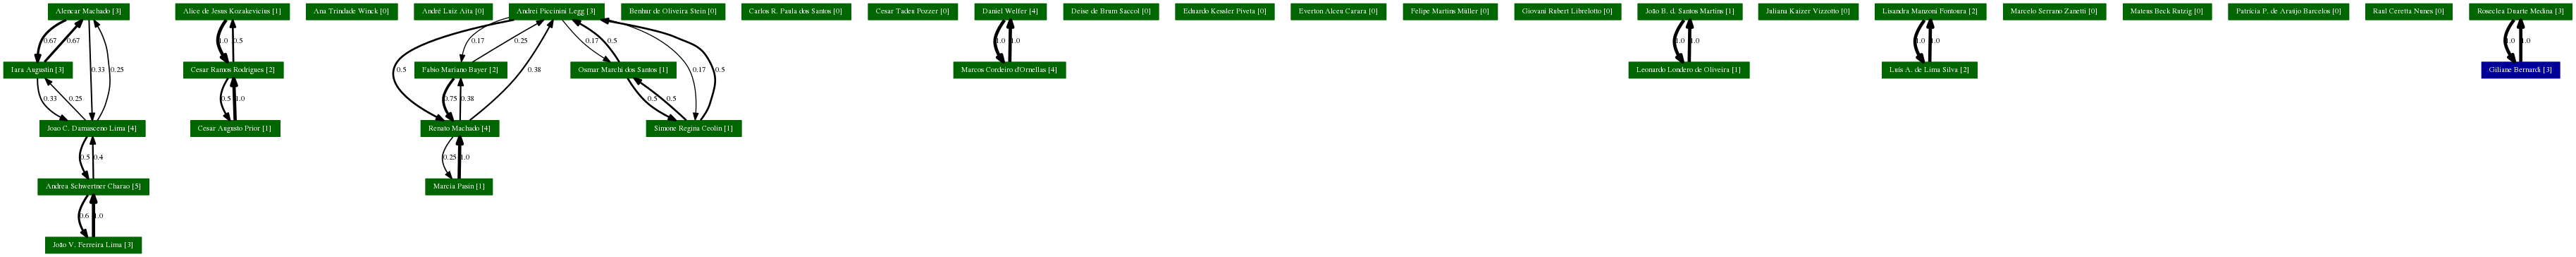 Alencar Machado [3]
Alice de Jesus Kozakevicius [1]
Ana Trindade Winck [0]
André Luiz Aita [0]
Andrei Piccinini Legg [3]
Benhur de Oliveira Stein [0]
Carlos R. Paula dos Santos [0]
Cesar Tadeu Pozzer [0]
Daniel Welfer [4]
Deise de Brum Saccol [0]
Eduardo Kessler Piveta [0]
Everton Alceu Carara [0]
Felipe Martins Müller [0]
Giovani Rubert Librelotto [0]
João B. d. Santos Martins [1]
Juliana Kaizer Vizzotto [0]
Lisandra Manzoni Fontoura [2]
Marcelo Serrano Zanetti [0]
Mateus Beck Rutzig [0]
Patrícia P. de Araújo Barcelos [0]
Raul Ceretta Nunes [0]
Roseclea Duarte Medina [3]
0.67
0.67
0.33
0.25
1.0
0.5
0.5
0.17
0.25
0.17
0.5
0.38
0.17
0.5
1.0
1.0
1.0
1.0
1.0
1.0
1.0
1.0
Iara Augustin [3]
Cesar Ramos Rodrigues [2]
Fabio Mariano Bayer [2]
Osmar Marchi dos Santos [1]
Marcos Cordeiro d'Ornellas [4]
Leonardo Londero de Oliveira [1]
Luis A. de Lima Silva [2]
Giliane Bernardi [3]
0.33
0.25
0.5
1.0
0.75
0.38
0.5
0.5
Joao C. Damasceno Lima [4]
Cesar Augusto Prior [1]
Renato Machado [4]
Simone Regina Ceolin [1]
0.5
0.4
0.25
1.0
Andrea Schwertner Charao [5]
Marcia Pasin [1]
0.6
1.0
João V. Ferreira Lima [3]